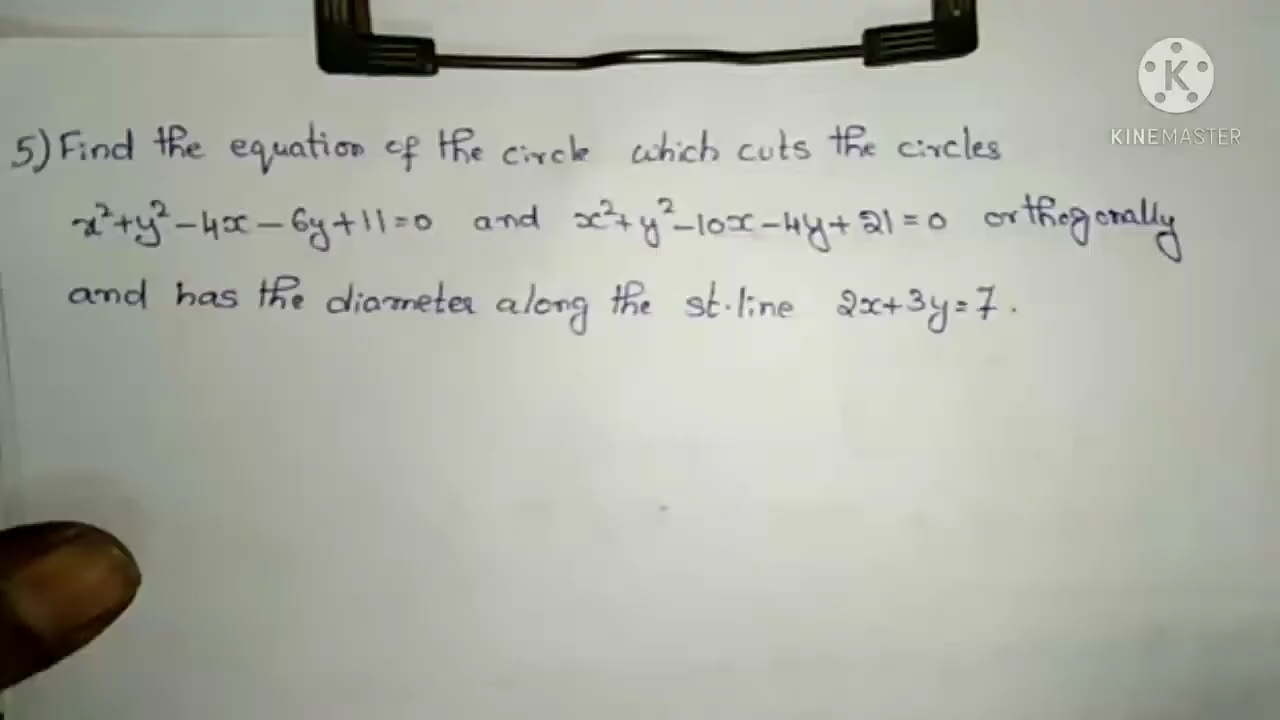 K
KINEMASTER
5) Find the equation of the circle which cuts the circles
x²+y²-4x-6y+11=0 and x²+y²-10x-4y+21=0 orthogonally
and has the diameter along the st.line 2x+3y=7.